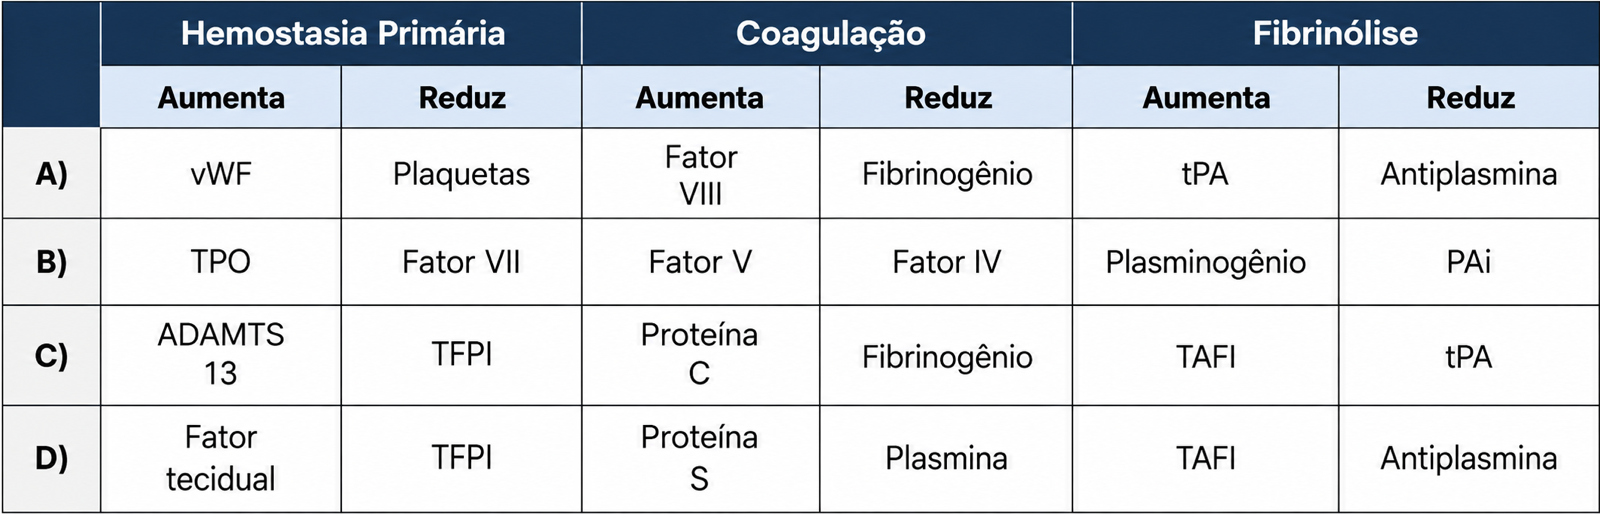 Hemostasia Primária Coagulação Fibrinólise
Aumenta Reduz Aumenta Reduz Aumenta Reduz
A) vWF Plaquetas Fator VIII Fibrinogênio tPA Antiplasmina
B) TPO Fator VII Fator V Fator IV Plasminogênio PAi
C) ADAMTS 13 TFPI Proteína C Fibrinogênio TAFI tPA
D) Fator tecidual TFPI Proteína S Plasmina TAFI Antiplasmina